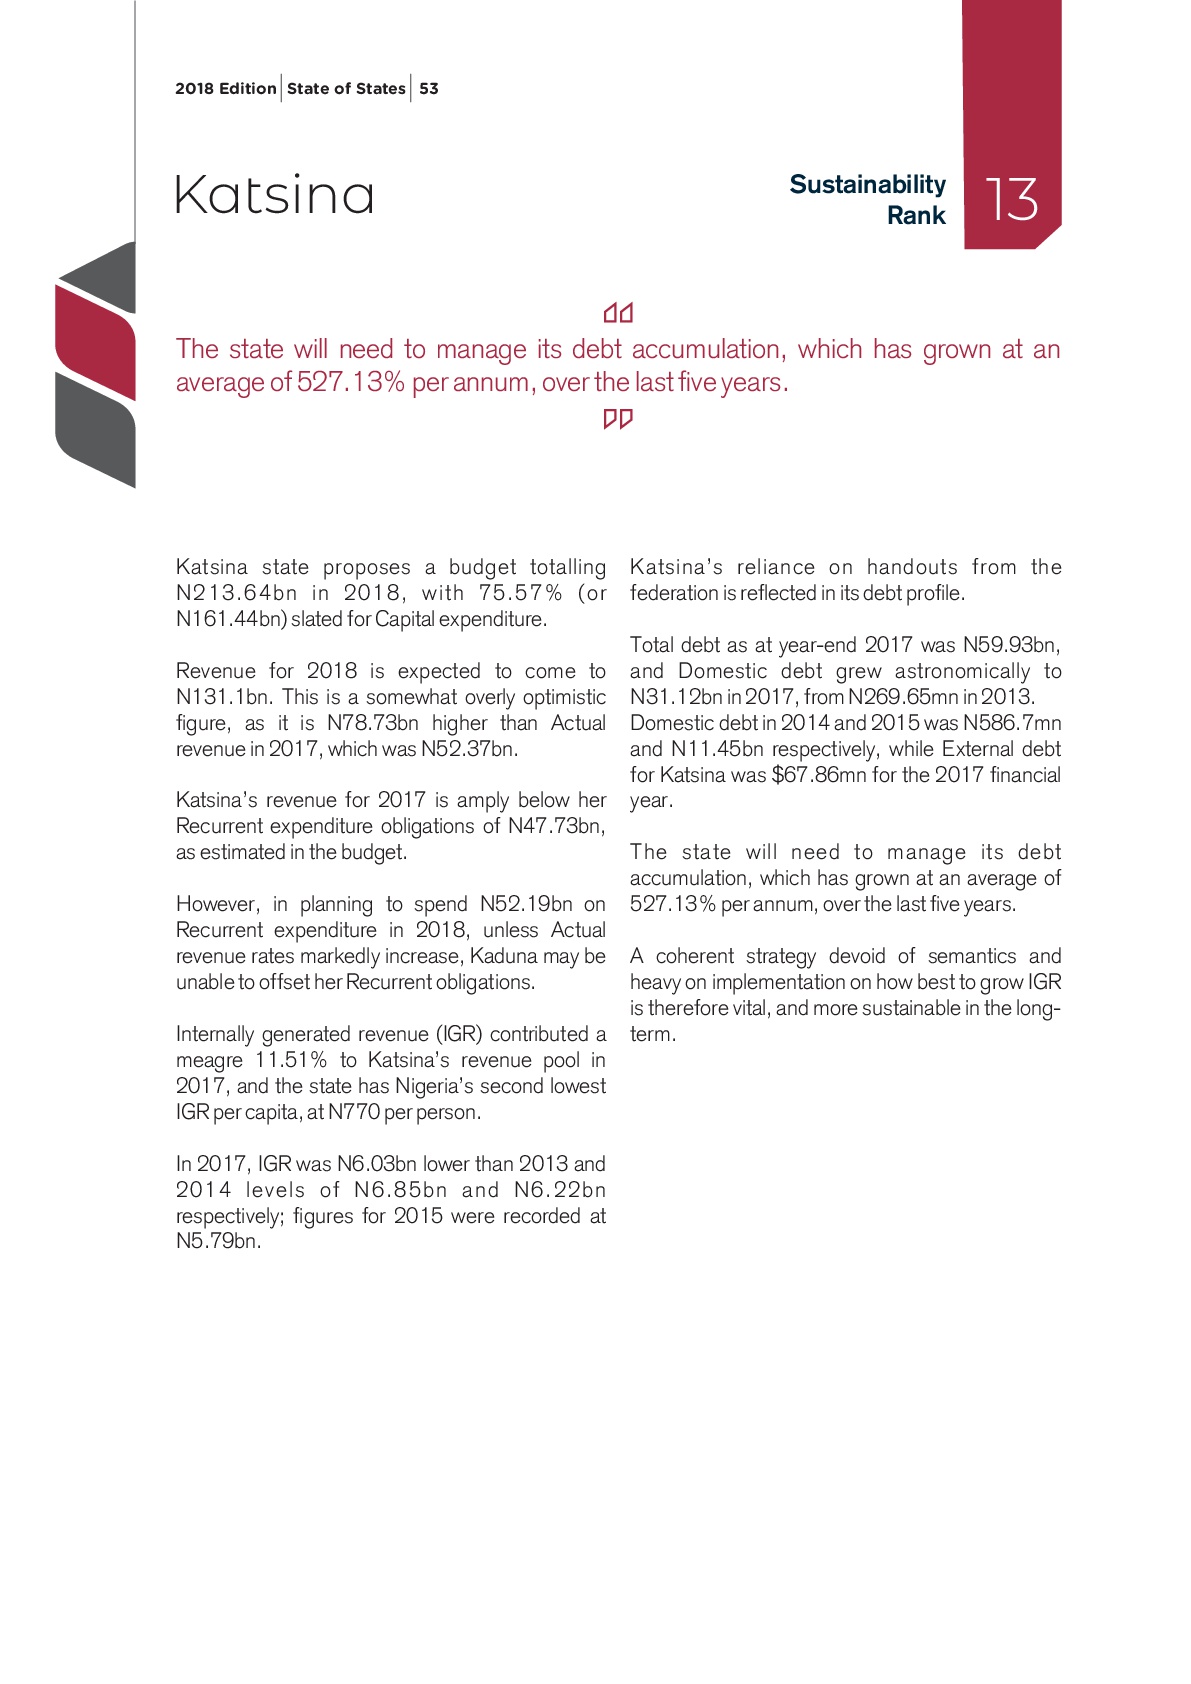 2018 Edition | State of States | 53
Katsina
Sustainability
Rank
13
The state will need to manage its debt accumulation, which has grown at an
average of 527.13% per annum, over the last five years.
Katsina state proposes a budget totalling
N213.64bn in 2018, with 75.57% (or
N161.44bn) slated for Capital expenditure.
Revenue for 2018 is expected to come to
N131.1bn. This is a somewhat overly optimistic
figure, as it is N78.73bn higher than Actual
revenue in 2017, which was N52.37bn.
Katsina's revenue for 2017 is amply below her
Recurrent expenditure obligations of N47.73bn,
as estimated in the budget.
However, in planning to spend N52.19bn on
Recurrent expenditure in 2018, unless Actual
revenue rates markedly increase, Kaduna may be
unable to offset her Recurrent obligations.
Internally generated revenue (IGR) contributed a
meagre 11.51% to Katsina's revenue pool in
2017, and the state has Nigeria's second lowest
IGR per capita, at N770 per person.
In 2017, IGR was N6.03bn lower than 2013 and
2014 levels of N6.85bn and N6.22bn
respectively; figures for 2015 were recorded at
N5.79bn.
Katsina's reliance on handouts from the
federation is reflected in its debt profile.
Total debt as at year-end 2017 was N59.93bn,
and Domestic debt grew astronomically to
N31.12bn in 2017, from N269.65mn in 2013.
Domestic debt in 2014 and 2015 was N586.7mn
and N11.45bn respectively, while External debt
for Katsina was $67.86mn for the 2017 financial
year.
The state will need to manage its debt
accumulation, which has grown at an average of
527.13% per annum, over the last five years.
A coherent strategy devoid of semantics and
heavy on implementation on how best to grow IGR
is therefore vital, and more sustainable in the long-
term.